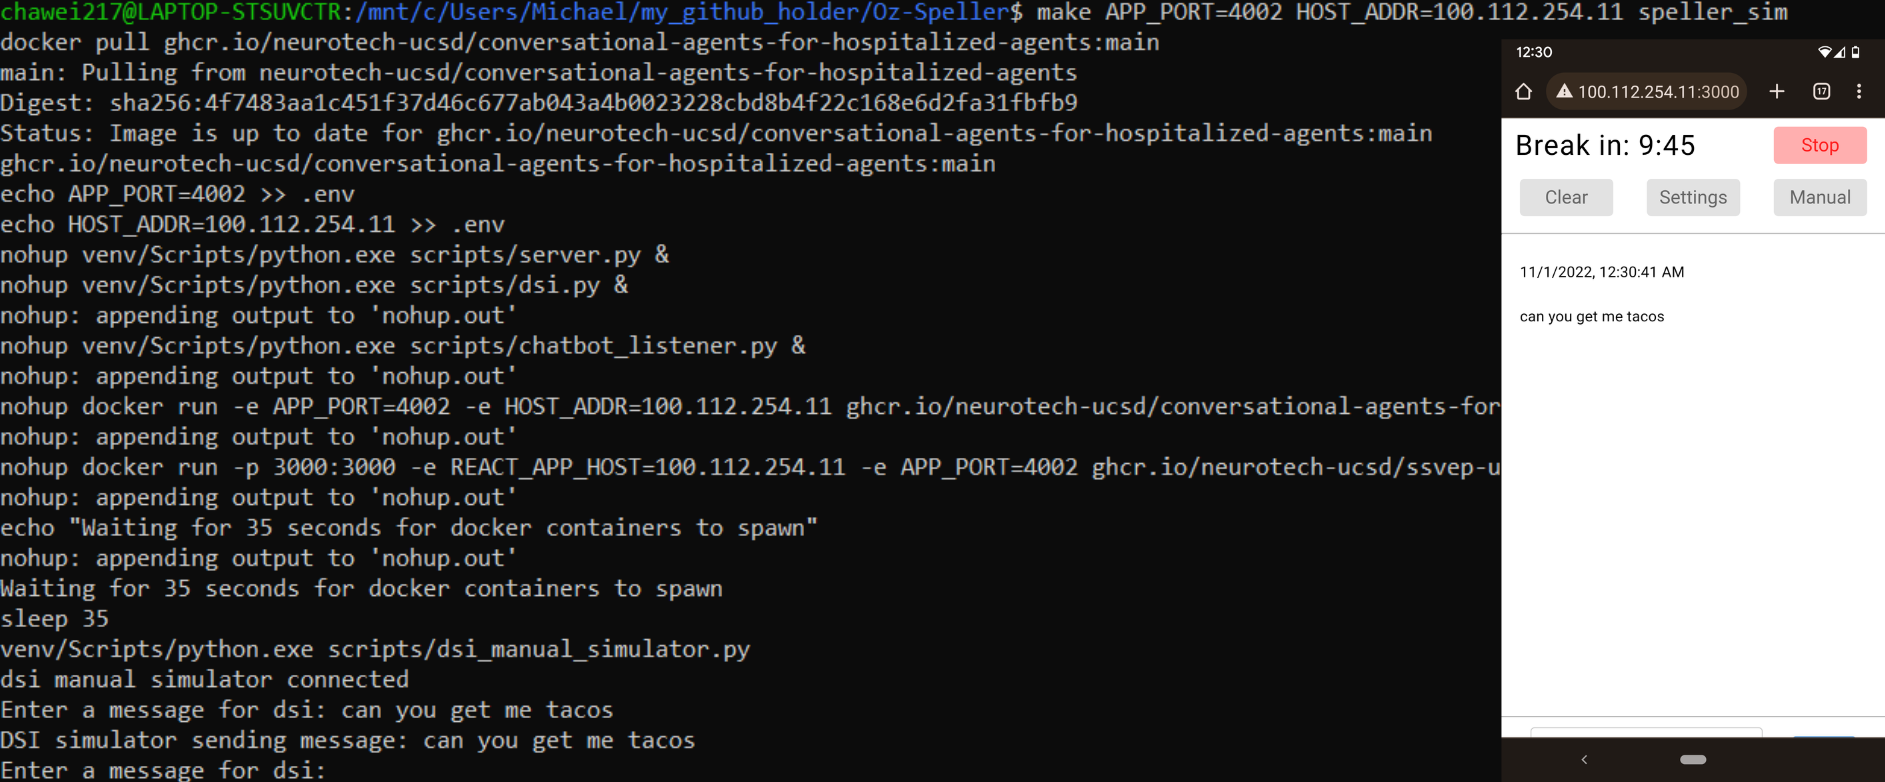 chawei217@LAPTOP-STSUVCTR:/mnt/c/Users/Michael/my_github_holder/Oz-Speller$ make APP_PORT=4002 HOST_ADDR=100.112.254.11 speller_sim
docker pull ghcr.io/neurotech-ucsd/conversational-agents-for-hospitalized-agents:main
main: Pulling from neurotech-ucsd/conversational-agents-for-hospitalized-agents
Digest: sha256:4f7483aa1c451f37d46c677ab043a4b0023228cbd8b4f22c168e6d2fa31fbfb9
Status: Image is up to date for ghcr.io/neurotech-ucsd/conversational-agents-for-hospitalized-agents:main
ghcr.io/neurotech-ucsd/conversational-agents-for-hospitalized-agents:main
echo APP_PORT=4002 >> .env
echo HOST_ADDR=100.112.254.11 >> .env
nohup venv/Scripts/python.exe scripts/server.py &
nohup venv/Scripts/python.exe scripts/dsi.py &
nohup: appending output to 'nohup.out'
nohup venv/Scripts/python.exe scripts/chatbot_listener.py &
nohup: appending output to 'nohup.out'
nohup docker run -e APP_PORT=4002 -e HOST_ADDR=100.112.254.11 ghcr.io/neurotech-ucsd/conversational-agents-for
nohup: appending output to 'nohup.out'
nohup docker run -p 3000:3000 -e REACT_APP_HOST=100.112.254.11 -e APP_PORT=4002 ghcr.io/neurotech-ucsd/ssvep-u
nohup: appending output to 'nohup.out'
echo "Waiting for 35 seconds for docker containers to spawn"
nohup: appending output to 'nohup.out'
Waiting for 35 seconds for docker containers to spawn
sleep 35
venv/Scripts/python.exe scripts/dsi_manual_simulator.py
dsi manual simulator connected
Enter a message for dsi: can you get me tacos
DSI simulator sending message: can you get me tacos
Enter a message for dsi:
12:30
100.112.254.11:3000
17
Break in: 9:45
Stop
Clear
Settings
Manual
11/1/2022, 12:30:41 AM
can you get me tacos